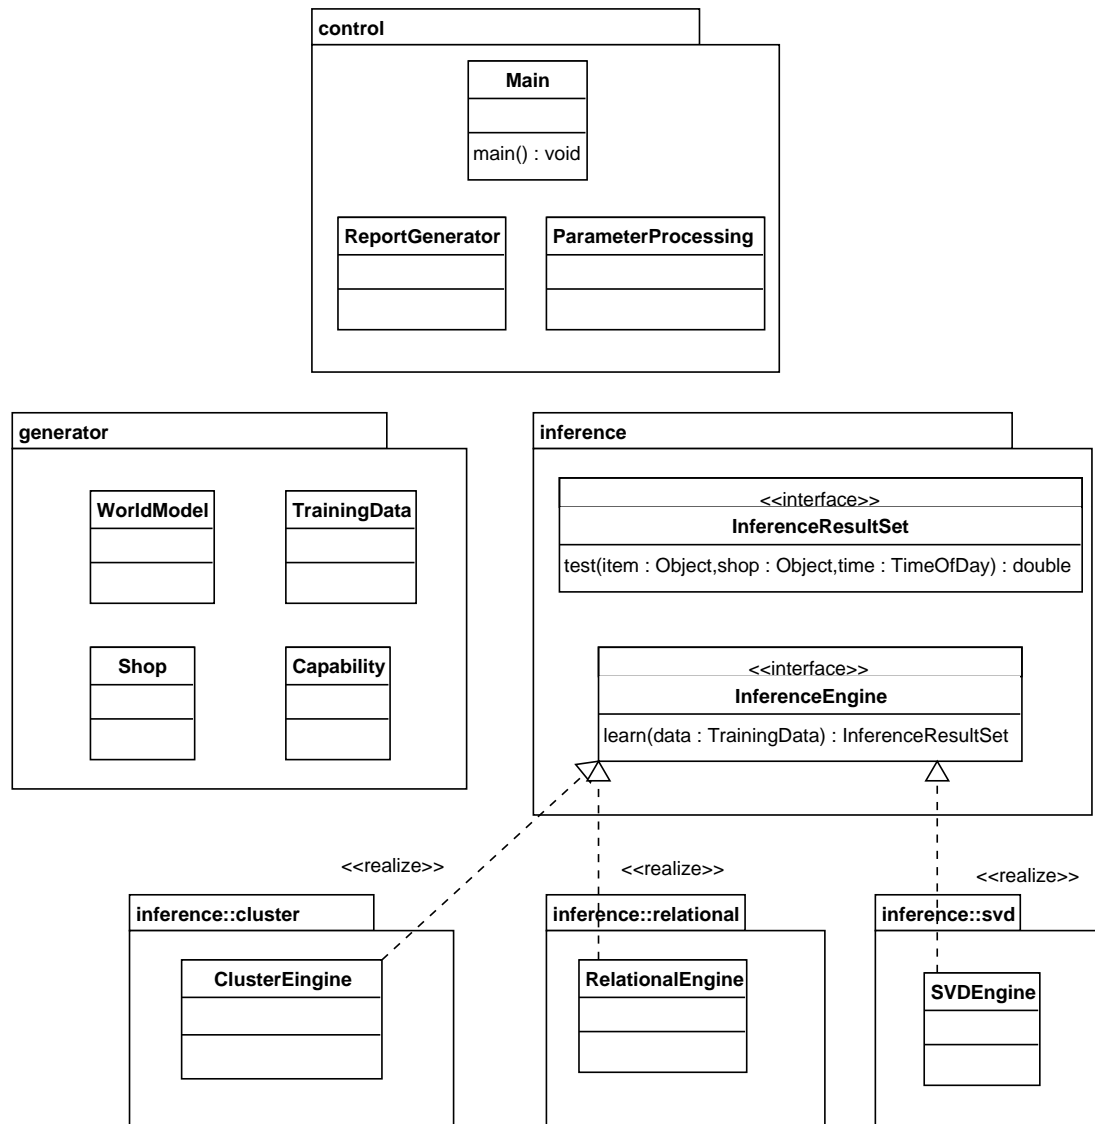 control
Main
main() : void
ReportGenerator
ParameterProcessing
generator
WorldModel
TrainingData
Shop
Capability
inference
<<interface>>
InferenceResultSet
test(item : Object,shop : Object,time : TimeOfDay) : double
<<interface>>
InferenceEngine
learn(data : TrainingData) : InferenceResultSet
<<realize>>
<<realize>>
<<realize>>
inference::cluster
ClusterEingine
inference::relational
RelationalEngine
inference::svd
SVDEngine